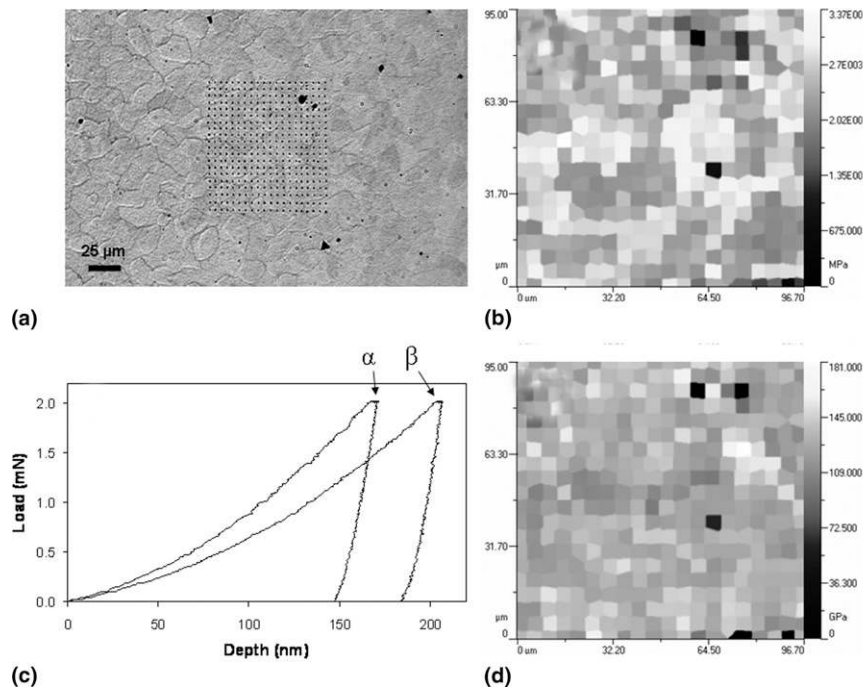 (a)
25 µm
(b)
95.00
63.30
31.70
µm
0
0 um
32.20
64.50
96.70
3.37E00
2.7E003
2.02E00
1.35E00
675.000
MPa
0
(c)
α
β
2.0
1.5
1.0
0.5
0.0
Load (mN)
0
50
100
150
200
Depth (nm)
(d)
95.00
63.30
31.70
µm
0
0 um
32.20
64.50
96.70
181.000
145.000
109.000
72.500
36.300
GPa
0